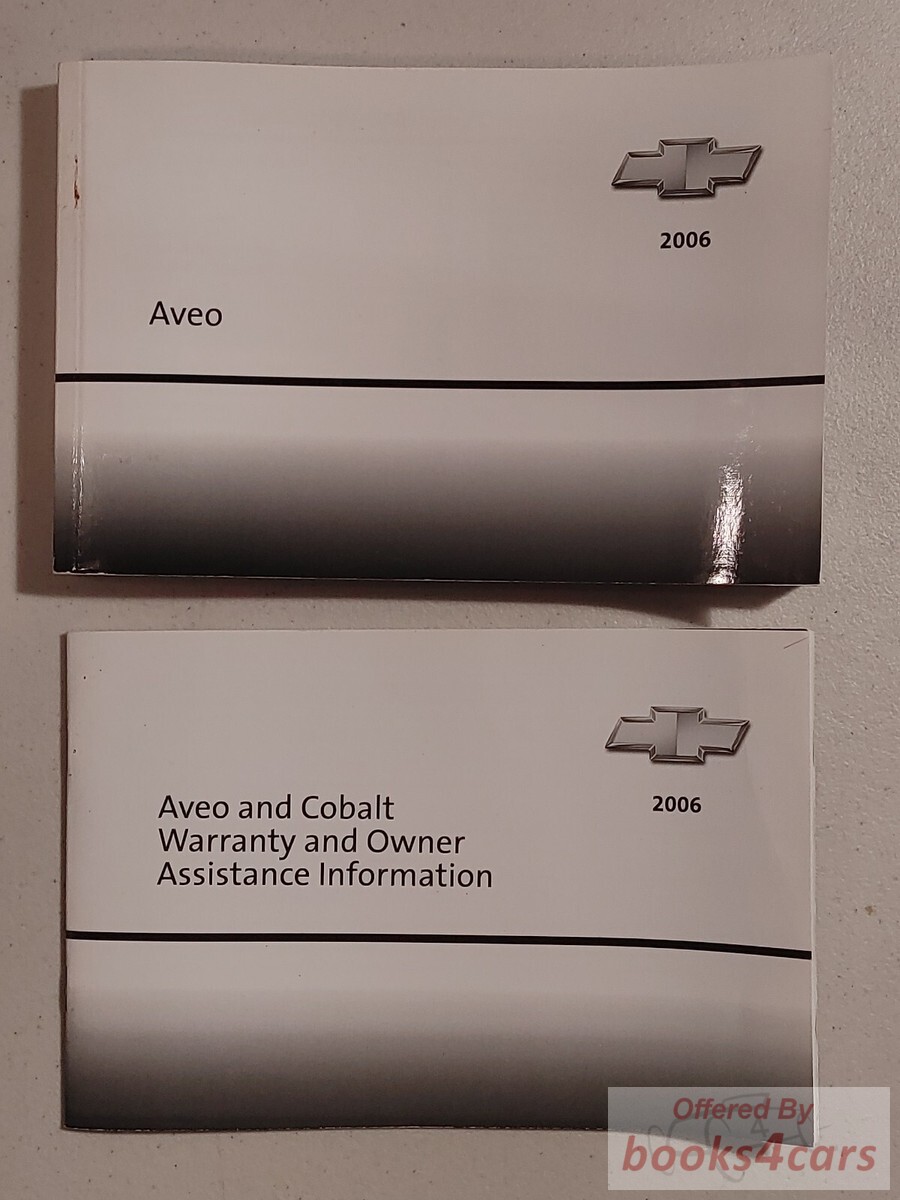 2006
Aveo
2006
Aveo and Cobalt
Warranty and Owner
Assistance Information
Offered By
books4cars